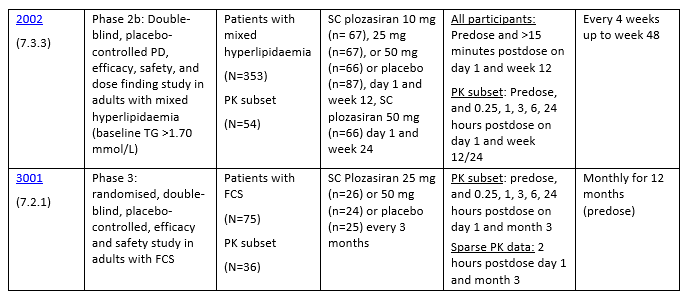 2002
(7.3.3)
Phase 2b: Double-
blind, placebo-
controlled PD,
efficacy, safety, and
dose finding study in
adults with mixed
hyperlipidaemia
(baseline TG >1.70
mmol/L)
Patients with
mixed
hyperlipidaemia
(N=353)
PK subset
(N=54)
SC plozasiran 10 mg
(n= 67), 25 mg
(n=67), or 50 mg
(n=66) or placebo
(n=87), day 1 and
week 12, SC
plozasiran 50 mg
(n=66) day 1 and
week 24
All participants:
Predose and >15
minutes postdose on
day 1 and week 12
PK subset: Predose,
and 0.25, 1, 3, 6, 24
hours postdose on
day 1 and week
12/24
Every 4 weeks
up to week 48
3001
(7.2.1)
Phase 3:
randomised, double-
blind, placebo-
controlled, efficacy
and safety study in
adults with FCS
Patients with
FCS
(N=75)
PK subset
(N=36)
SC Plozasiran 25 mg
(n=26) or 50 mg
(n=24) or placebo
(n=25) every 3
months
PK subset: predose,
and 0.25, 1, 3, 6, 24
hours postdose on
day 1 and month 3
Sparse PK data: 2
hours postdose day 1
and month 3
Monthly for 12
months
(predose)